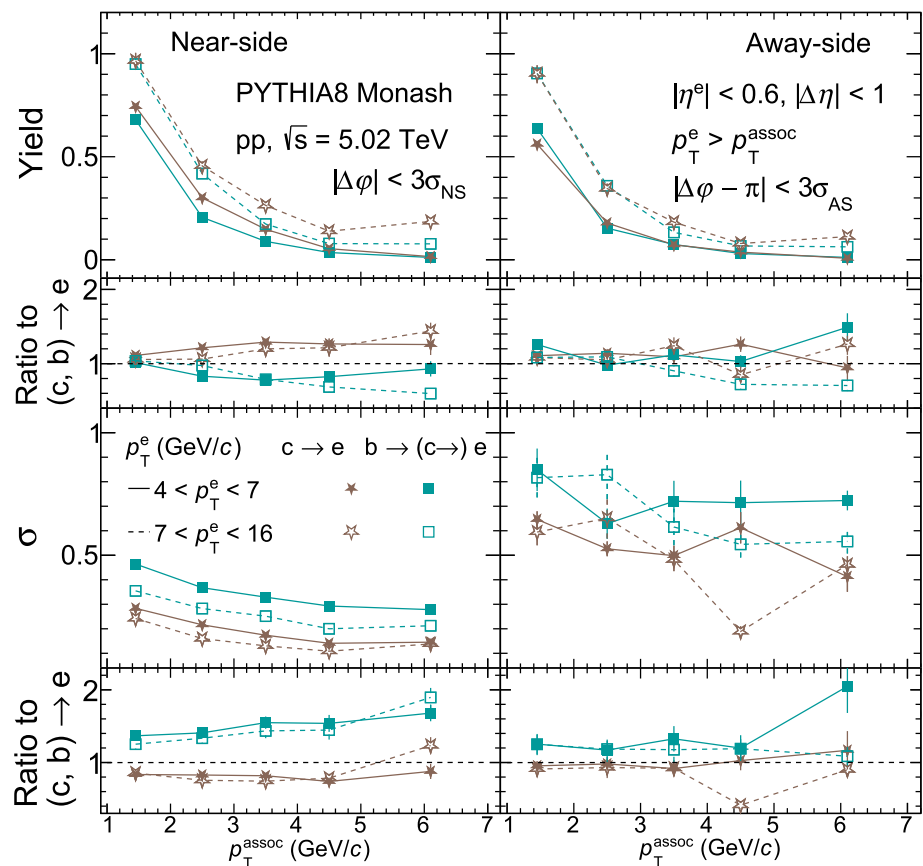 Near-side
PYTHIA8 Monash
pp, √s = 5.02 TeV
|Δφ| < 3σ_NS
Away-side
|η^e| < 0.6, |Δη| < 1
p_T^e > p_T^assoc
|Δφ − π| < 3σ_AS
Yield
1
0.5
0
Ratio to
(c, b) → e
2
1
σ
1
0.5
p_T^e (GeV/c) c → e b → (c→) e
4 < p_T^e < 7
7 < p_T^e < 16
Ratio to
(c, b) → e
2
1
1 2 3 4 5 6 7
p_T^assoc (GeV/c)
1 2 3 4 5 6 7
p_T^assoc (GeV/c)